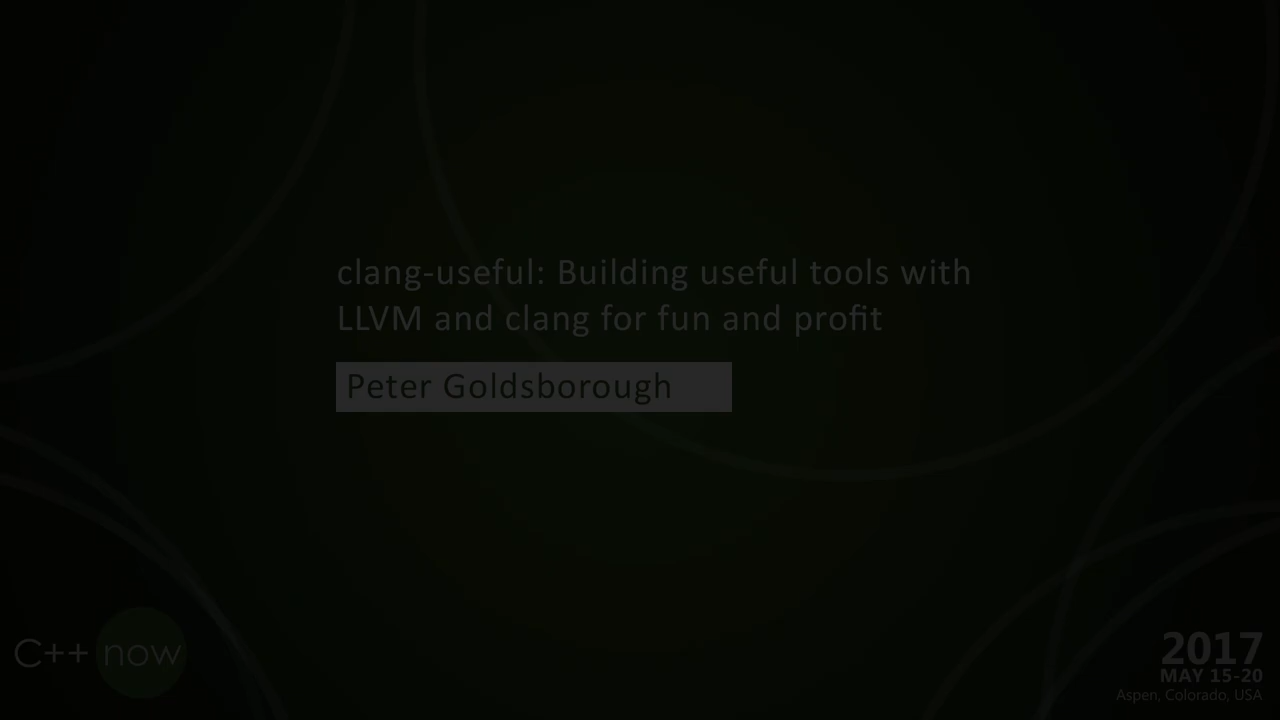 clang-useful: Building useful tools with
LLVM and clang for fun and profit
Peter Goldsborough
C++ now
2017
MAY 15-20
Aspen, Colorado, USA